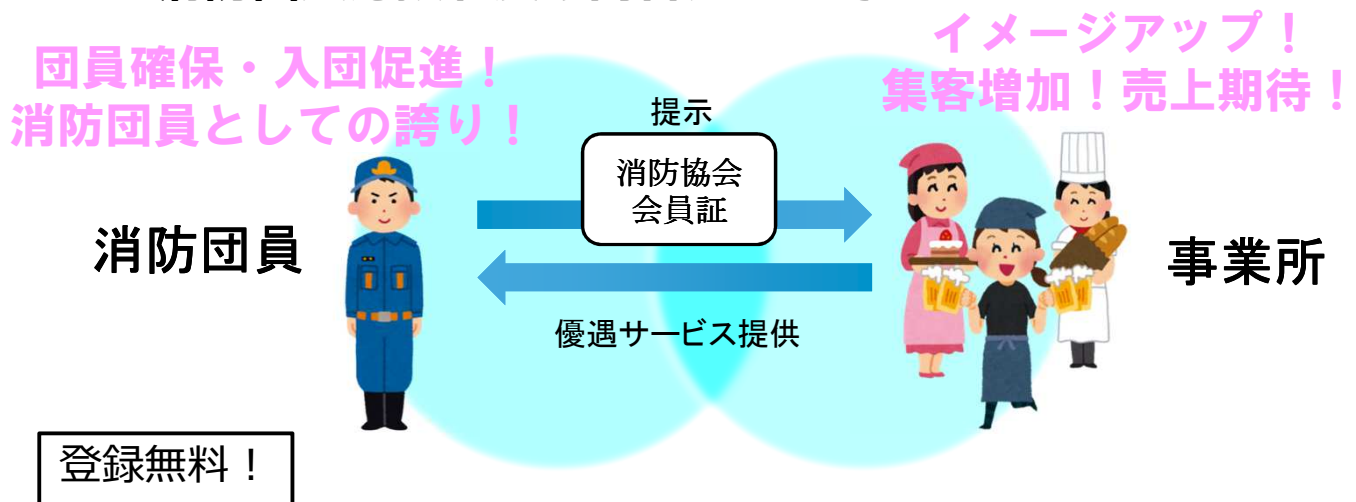 団員確保・入団促進！
消防団員としての誇り！
イメージアップ！
集客増加！売上期待！
提示
消防協会
会員証
消防団員
事業所
優遇サービス提供
登録無料！